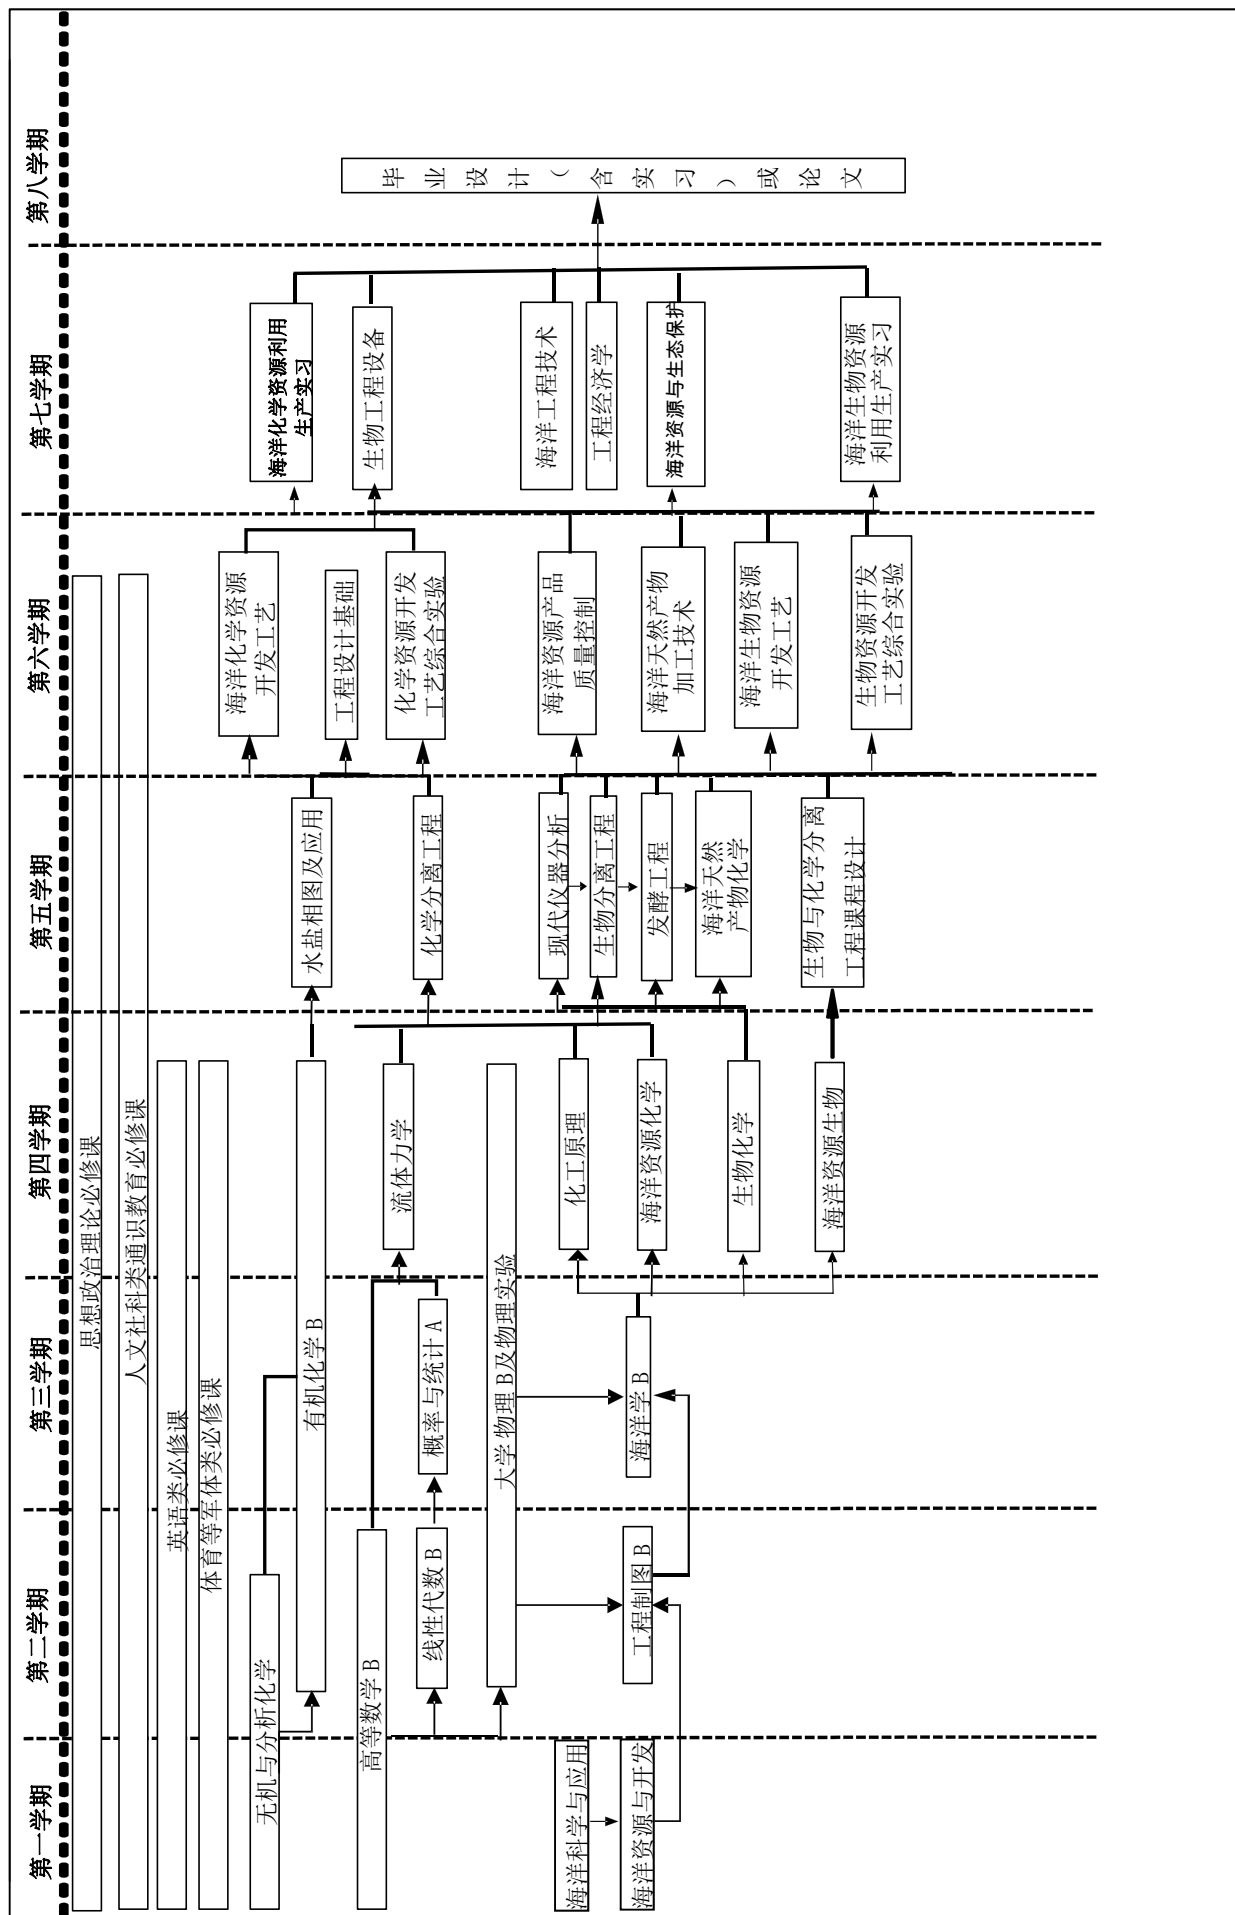 第一学期
第二学期
第三学期
第四学期
第五学期
第六学期
第七学期
第八学期
思想政治理论必修课
人文社科类通识教育必修课
英语类必修课
体育等军体类必修课
无机与分析化学
有机化学 B
高等数学 B
线性代数 B
概率与统计 A
大学物理 B 及物理实验
海洋科学与应用
海洋资源与开发
工程制图 B
海洋学 B
流体力学
化工原理
海洋资源化学
生物化学
海洋资源生物
水盐相图及应用
化学分离工程
现代仪器分析
生物分离工程
发酵工程
海洋天然
产物化学
生物与化学分离
工程课程设计
海洋化学资源
开发工艺
工程设计基础
化学资源开发
工艺综合实验
海洋资源产品
质量控制
海洋天然产物
加工技术
海洋生物资源
开发工艺
生物资源开发
工艺综合实验
海洋化学资源利用
生产实习
生物工程设备
海洋工程技术
工程经济学
海洋资源与生态保护
海洋生物资源
利用生产实习
毕业设计（含实习）或论文